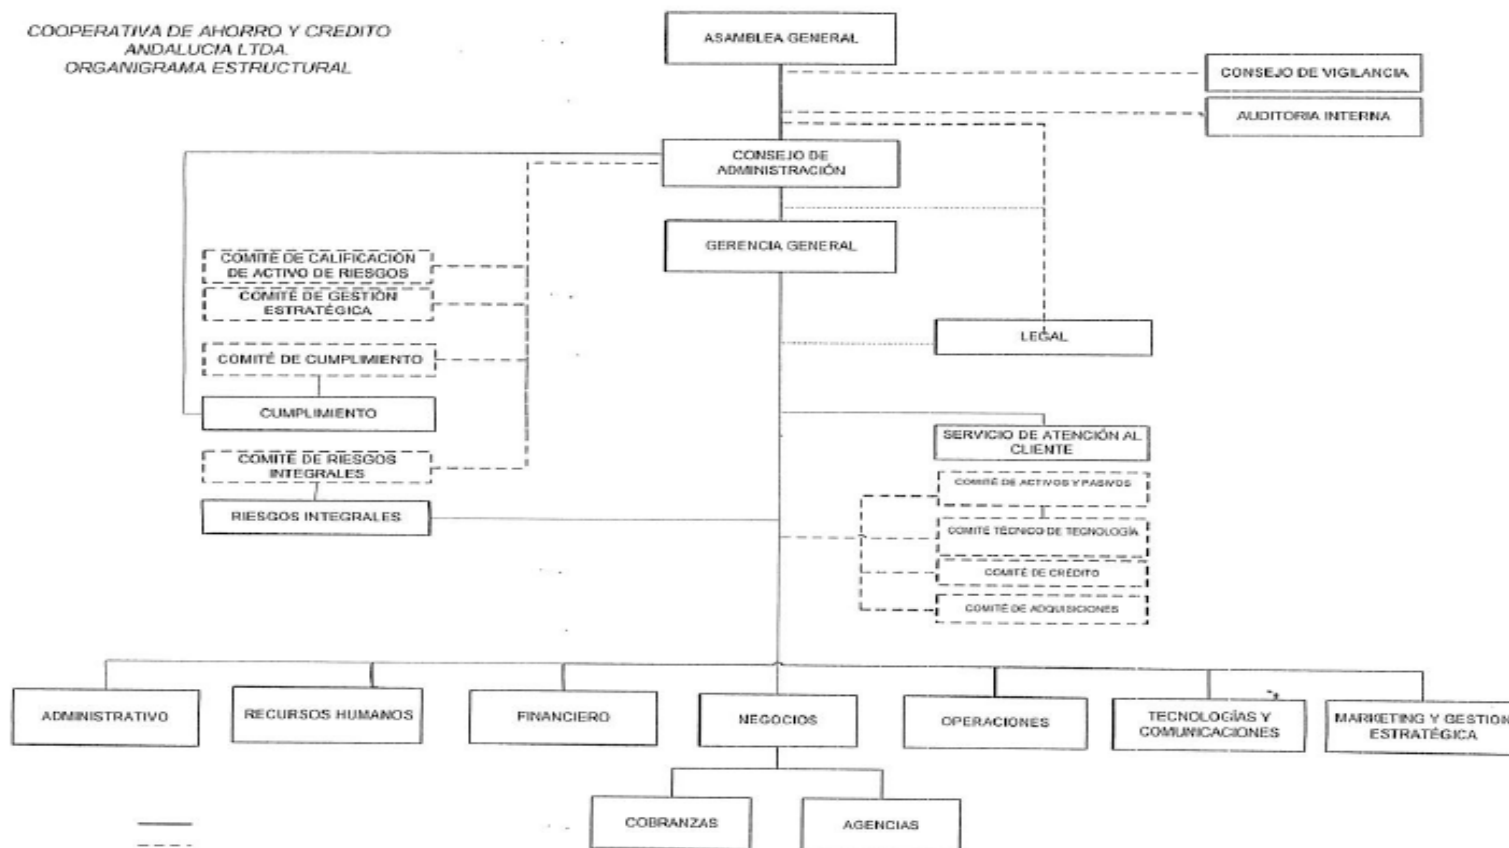 COOPERATIVA DE AHORRO Y CREDITO
ANDALUCIA LTDA.
ORGANIGRAMA ESTRUCTURAL
ASAMBLEA GENERAL
CONSEJO DE VIGILANCIA
AUDITORIA INTERNA
CONSEJO DE
ADMINISTRACIÓN
GERENCIA GENERAL
COMITÉ DE CALIFICACIÓN
DE ACTIVO DE RIESGOS
COMITÉ DE GESTIÓN
ESTRATÉGICA
LEGAL
COMITÉ DE CUMPLIMIENTO
CUMPLIMIENTO
SERVICIO DE ATENCIÓN AL
CLIENTE
COMITÉ DE RIESGOS
INTEGRALES
COMITÉ DE ACTIVOS Y PASIVOS
RIESGOS INTEGRALES
COMITÉ TÉCNICO DE TECNOLOGÍA
COMITÉ DE CRÉDITO
COMITÉ DE ADQUISICIONES
ADMINISTRATIVO
RECURSOS HUMANOS
FINANCIERO
NEGOCIOS
OPERACIONES
TECNOLOGÍAS Y
COMUNICACIONES
MARKETING Y GESTION
ESTRATÉGICA
COBRANZAS
AGENCIAS